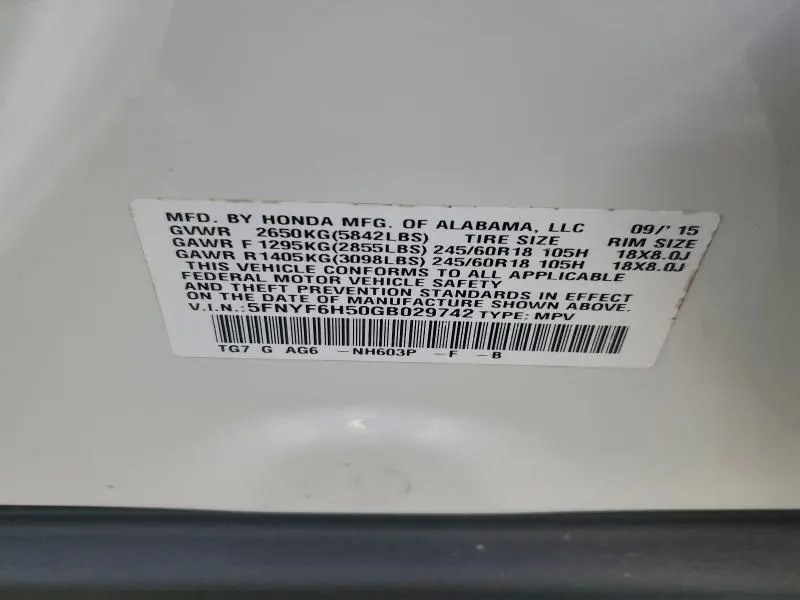 MFD. BY HONDA MFG. OF ALABAMA, LLC 09/'15
GVWR 2650KG(5842LBS) TIRE SIZE RIM SIZE
GAWR F 1295KG(2855LBS) 245/60R18 105H 18X8.0J
GAWR R1405KG(3098LBS) 245/60R18 105H 18X8.0J
THIS VEHICLE CONFORMS TO ALL APPLICABLE
FEDERAL MOTOR VEHICLE SAFETY
AND THEFT PREVENTION STANDARDS IN EFFECT
ON THE DATE OF MANUFACTURE SHOWN ABOVE.
V.I.N.: 5FNYF6H50GB029742 TYPE: MPV
TG7 G AG6 -NH603P -F -B